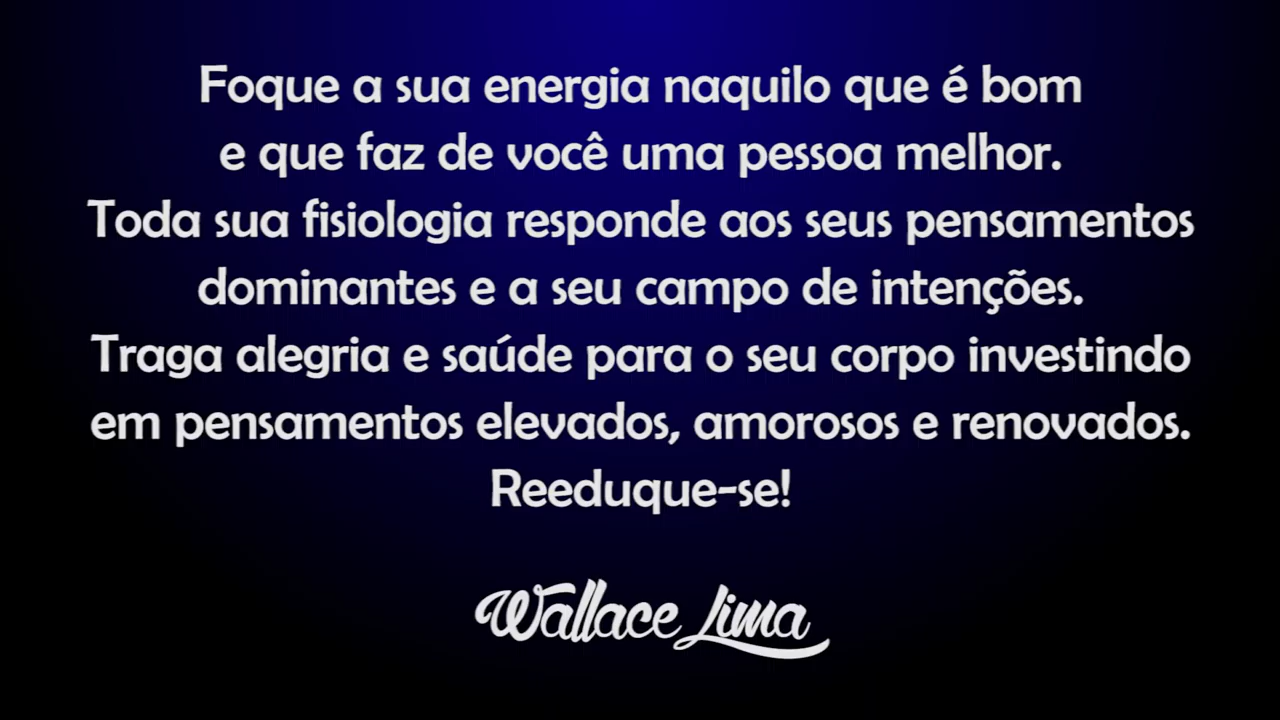 Foque a sua energia naquilo que é bom
e que faz de você uma pessoa melhor.
Toda sua fisiologia responde aos seus pensamentos
dominantes e a seu campo de intenções.
Traga alegria e saúde para o seu corpo investindo
em pensamentos elevados, amorosos e renovados.
Reeduque-se!
Wallace Lima